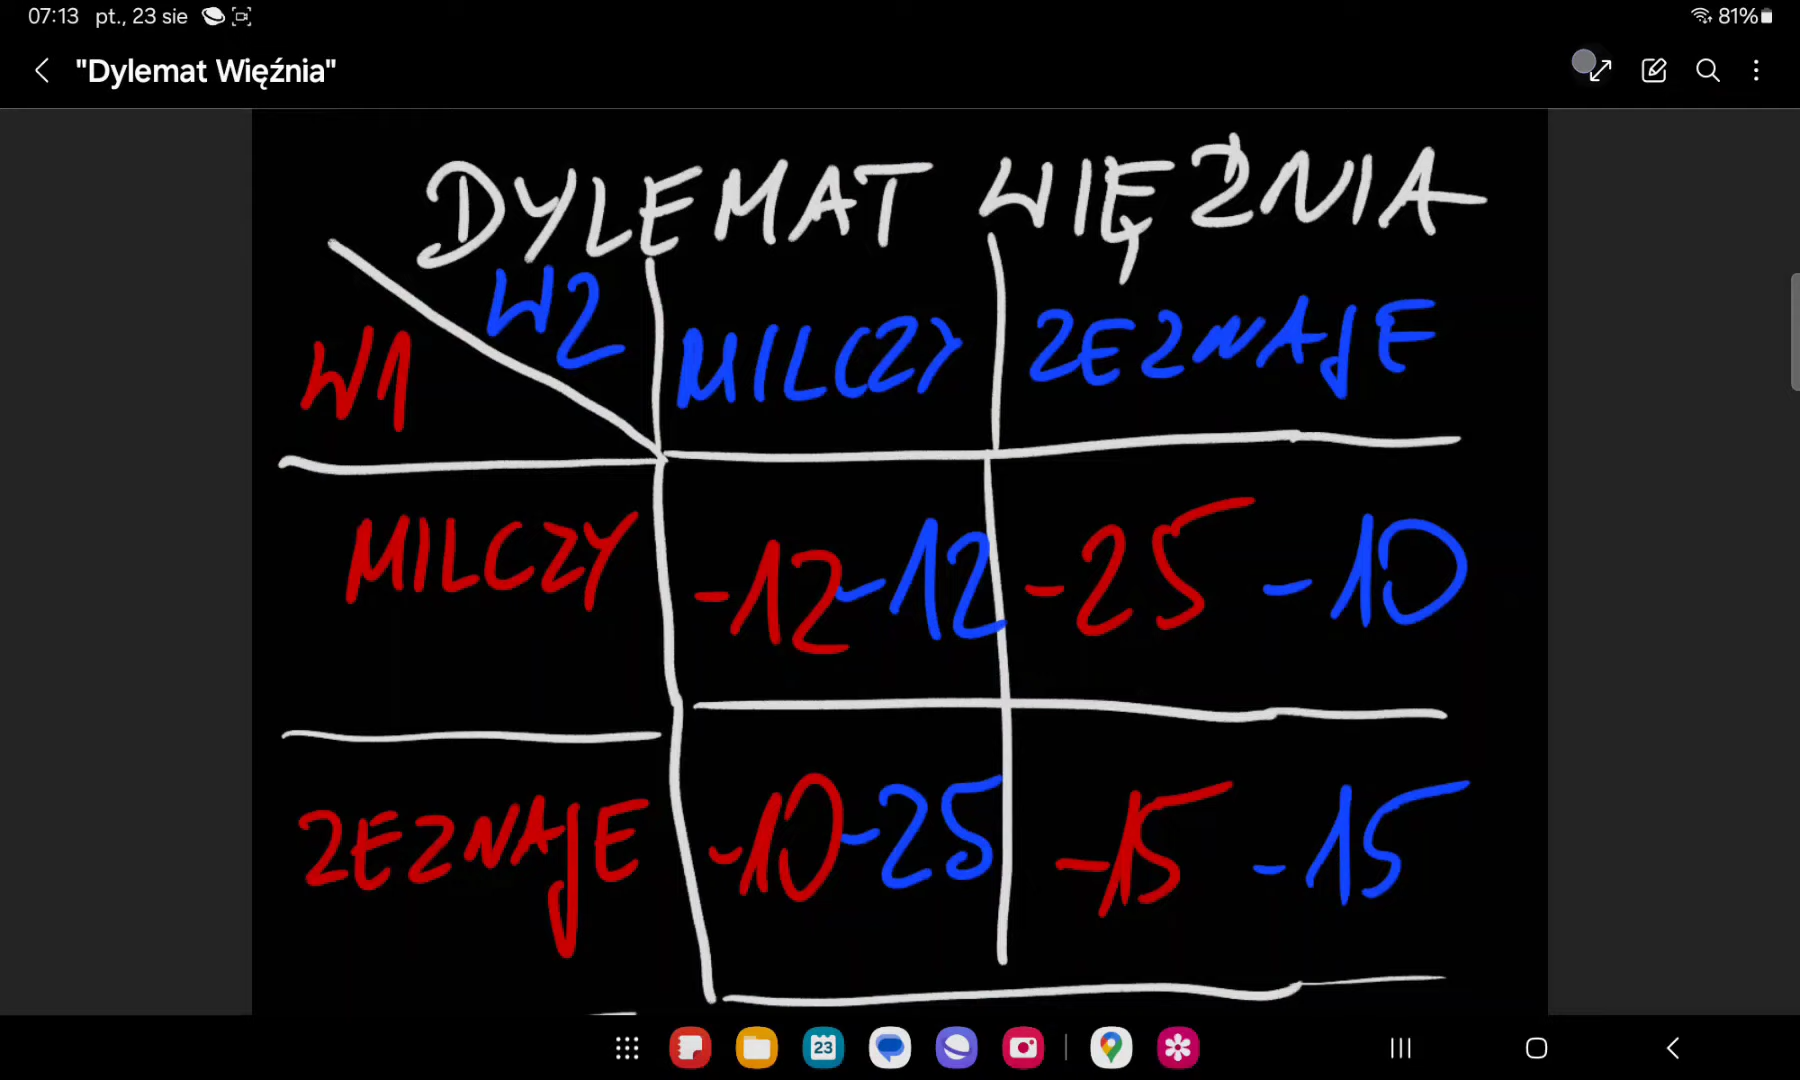 07:13 pt., 23 sie 81%
"Dylemat Więźnia"
DYLEMAT WIĘŹNIA
W2
W1 MILCZY ZEZNAJE
MILCZY -12 -12 -25 -10
ZEZNAJE -10 -25 -15 -15
23